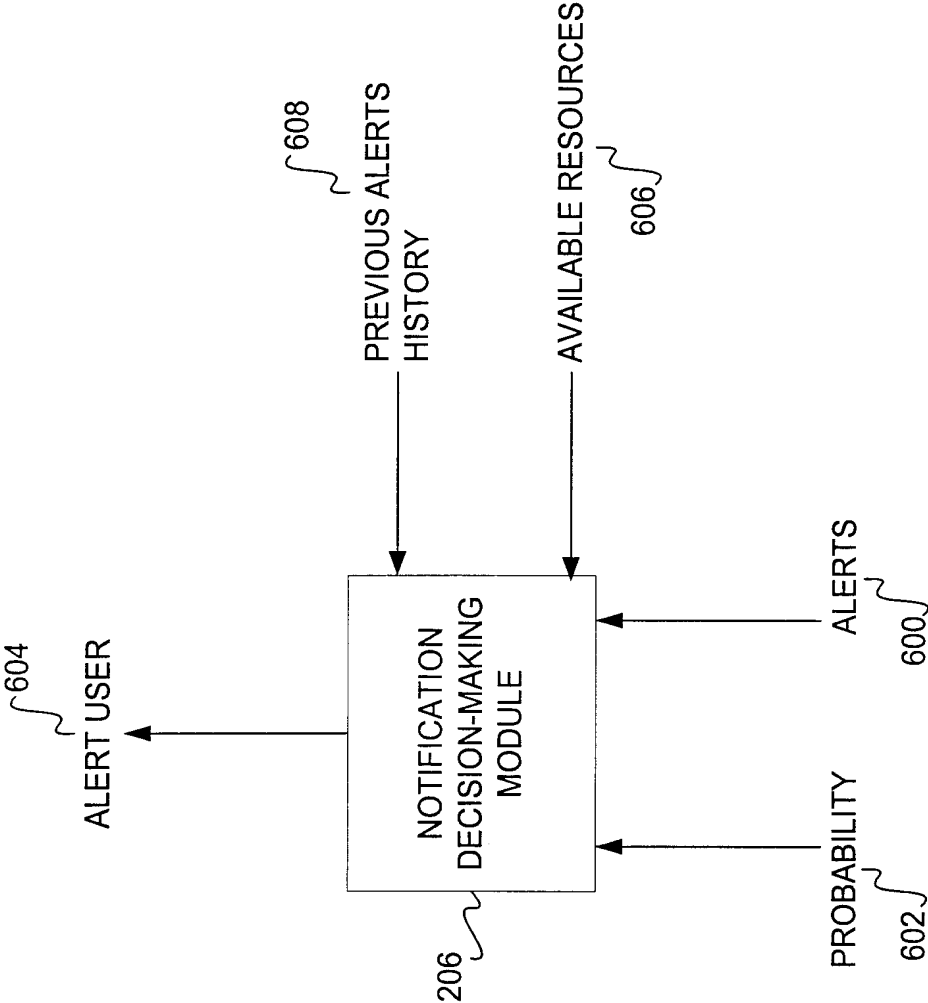 604
ALERT USER
608
PREVIOUS ALERTS
HISTORY
NOTIFICATION
DECISION-MAKING
MODULE
206
AVAILABLE RESOURCES
606
PROBABILITY
602
ALERTS
600